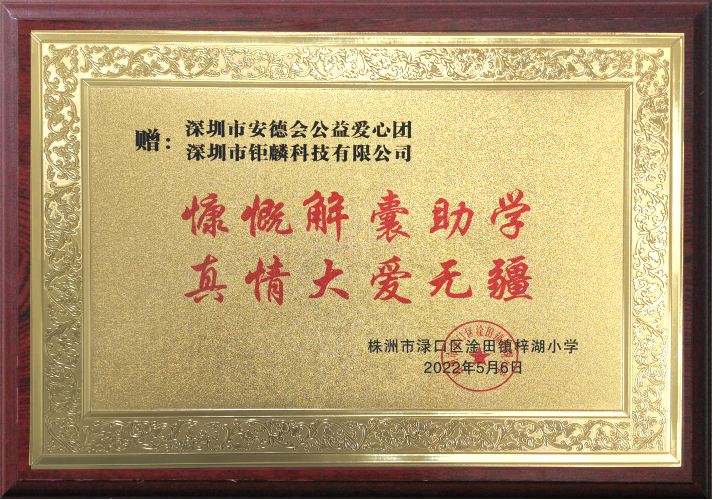 赠：
深圳市安德会公益爱心团
深圳市钜麟科技有限公司
慷慨解囊助学
真情大爱无疆
株洲市渌口区淦田镇梓湖小学
2022年5月6日